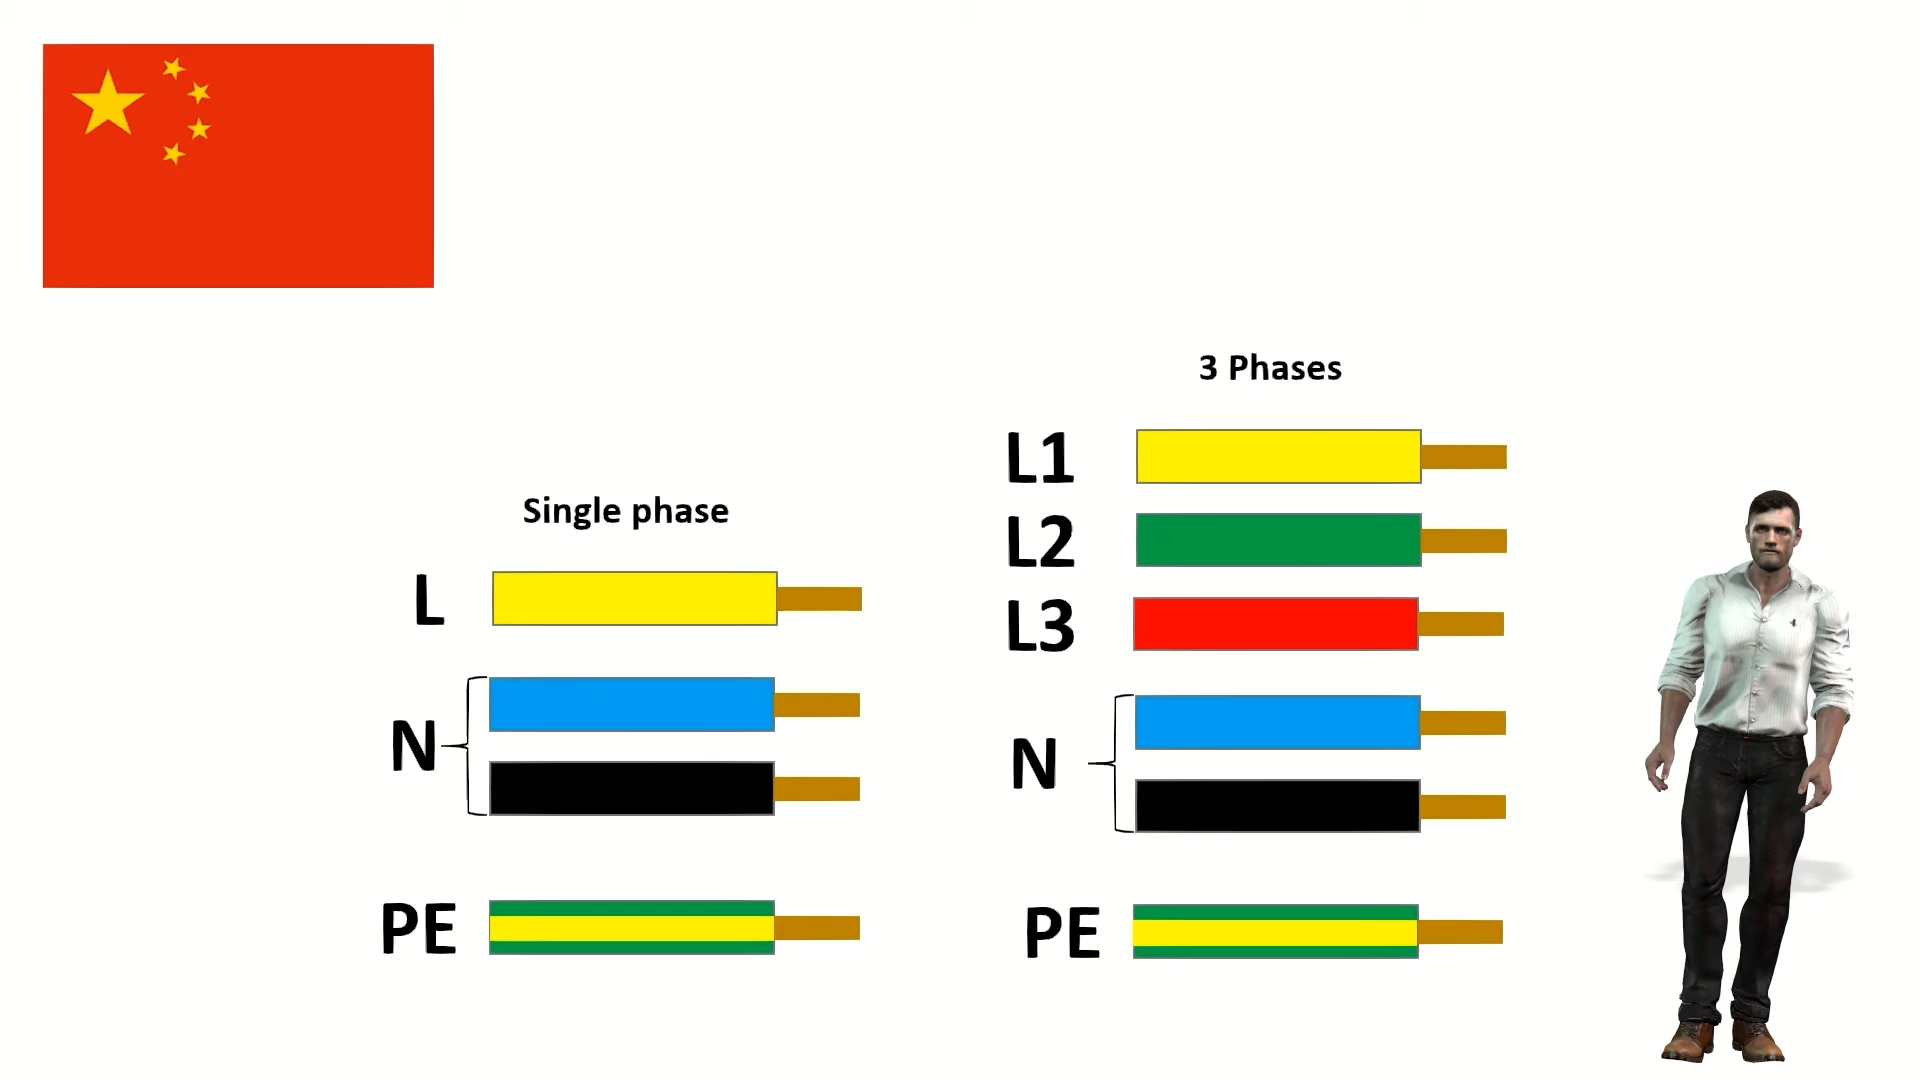 Single phase
L
N
PE
3 Phases
L1
L2
L3
N
PE